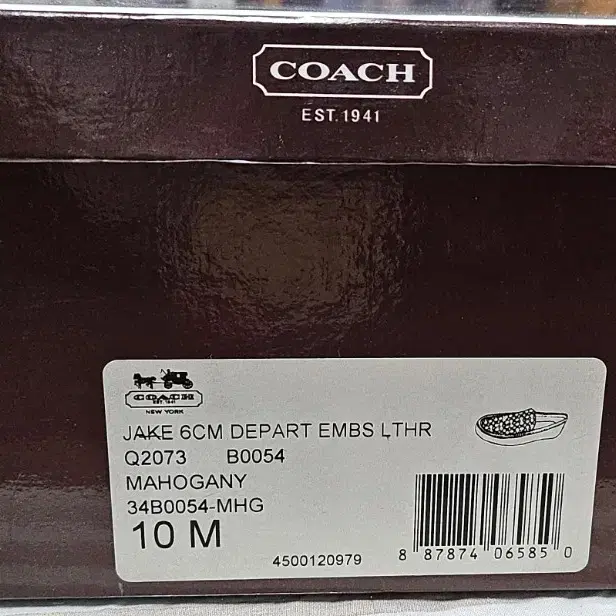 COACH
EST. 1941
COACH
EST. 1941
NEW YORK
JAKE 6CM DEPART EMBS LTHR
Q2073 B0054
MAHOGANY
34B0054-MHG
10 M
4500120979
8 87874 06585 0